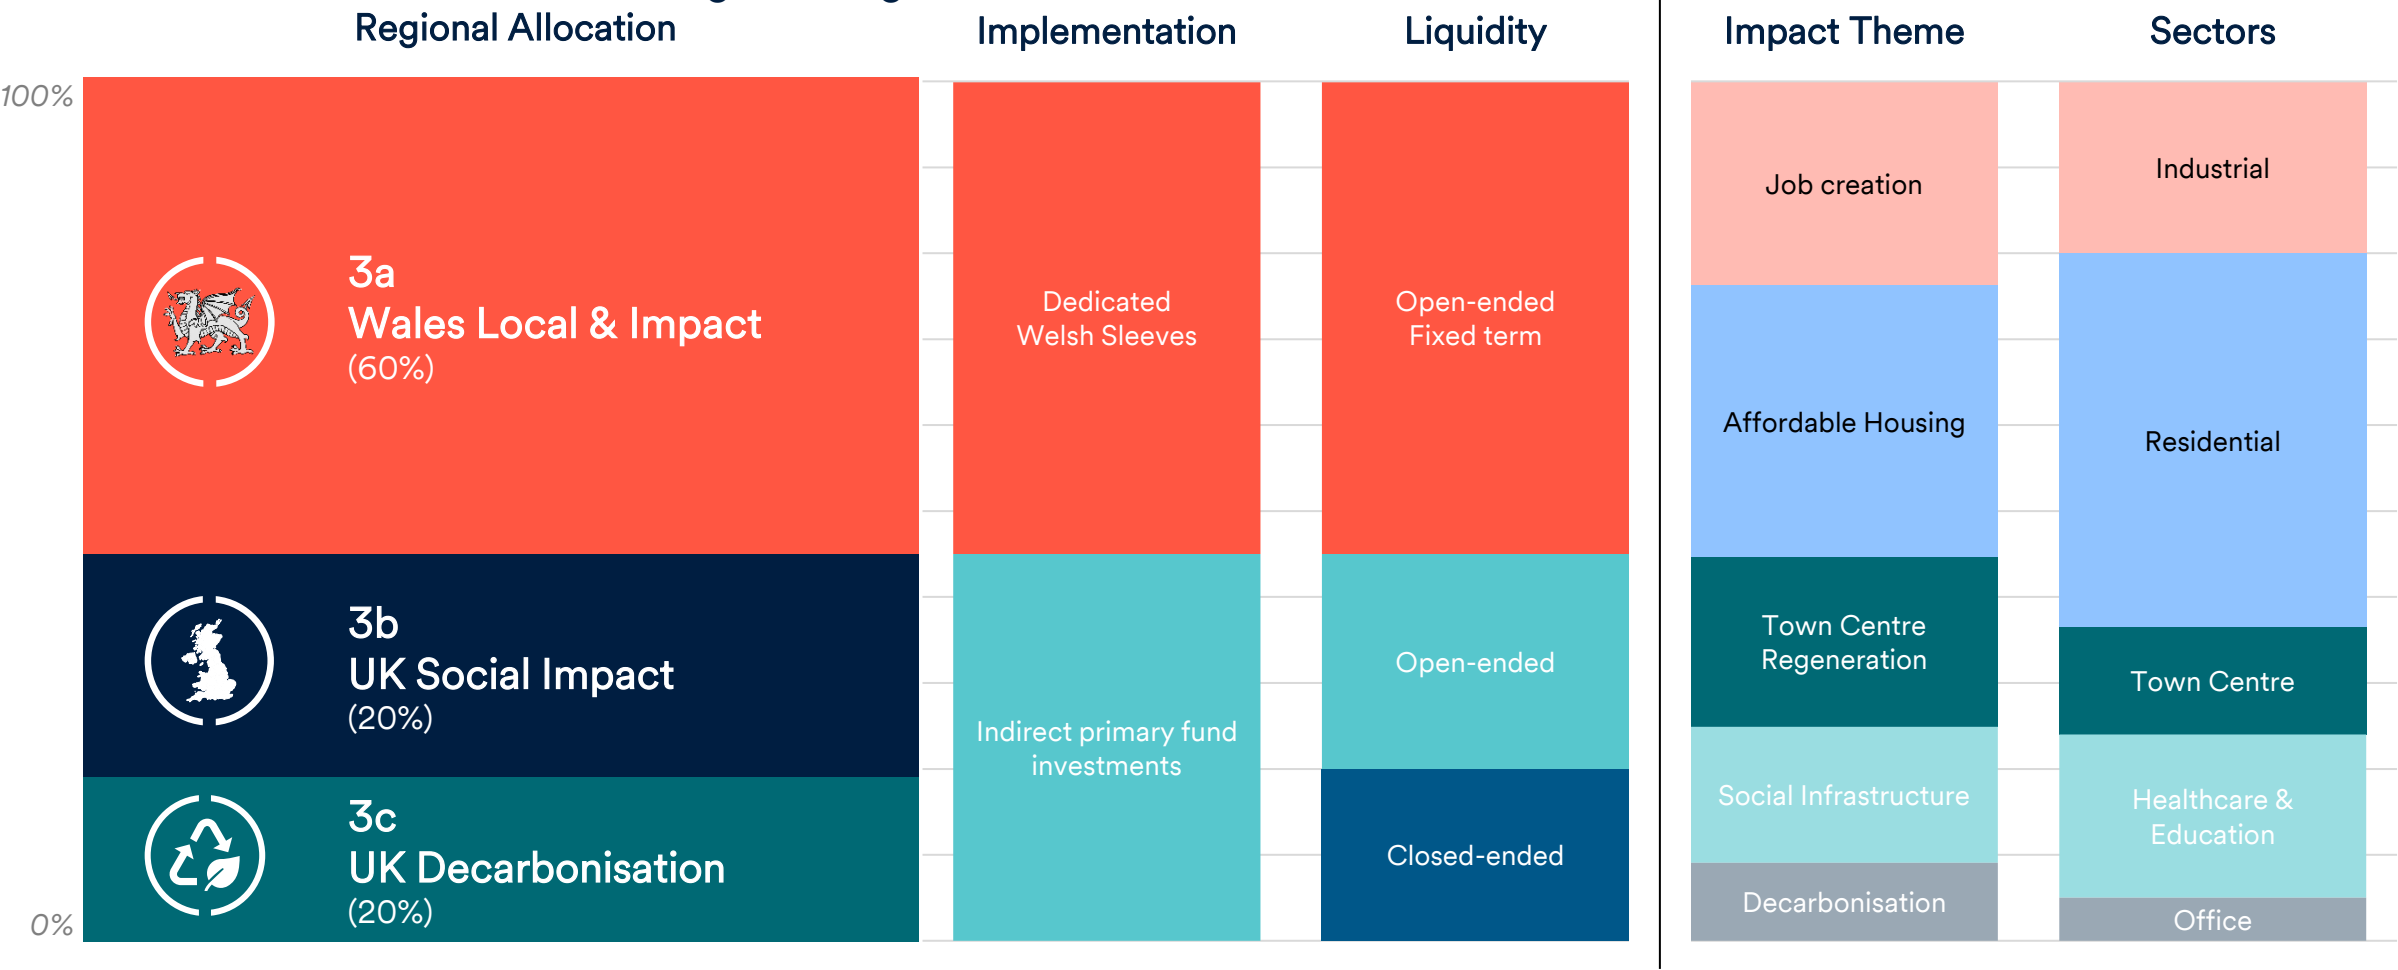 Regional Allocation
Implementation
Liquidity
Impact Theme
Sectors
100%
0%
3a
Wales Local & Impact
(60%)
3b
UK Social Impact
(20%)
3c
UK Decarbonisation
(20%)
Dedicated
Welsh Sleeves
Indirect primary fund
investments
Open-ended
Fixed term
Open-ended
Closed-ended
Job creation
Affordable Housing
Town Centre
Regeneration
Social Infrastructure
Decarbonisation
Industrial
Residential
Town Centre
Healthcare &
Education
Office